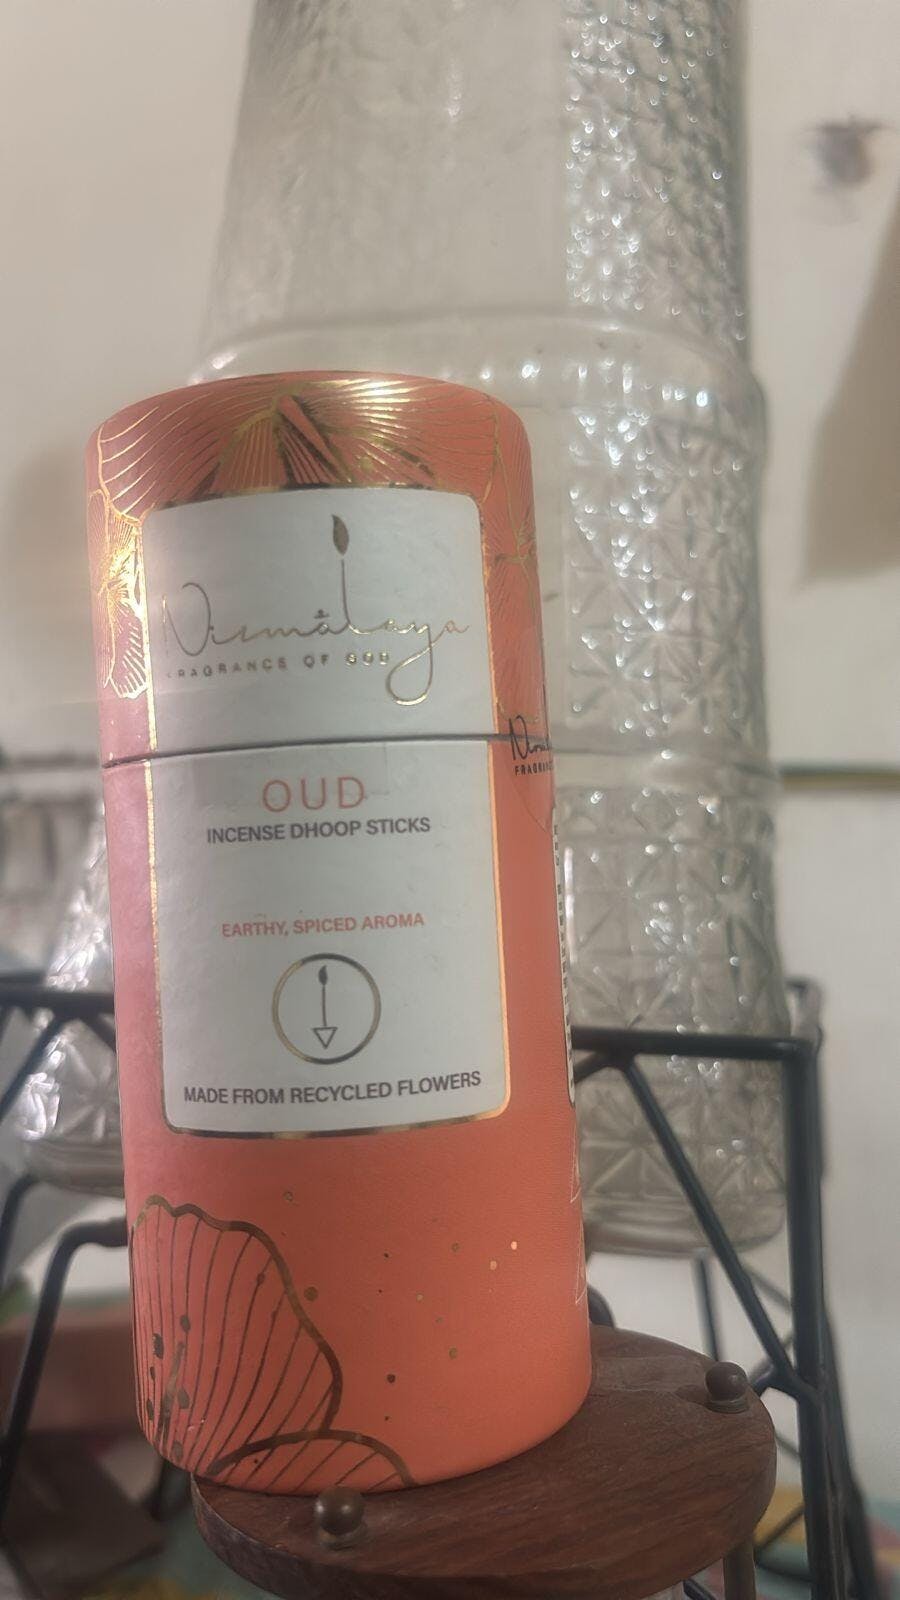 Nirmalaya
FRAGRANCE OF GOD
OUD
INCENSE DHOOP STICKS
EARTHY, SPICED AROMA
MADE FROM RECYCLED FLOWERS